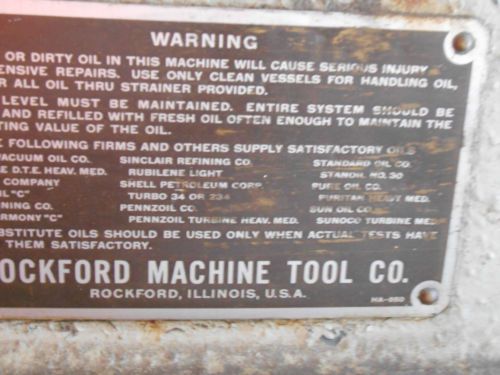 WARNING
OR DIRTY OIL IN THIS MACHINE WILL CAUSE SERIOUS INJURY
ENSIVE REPAIRS. USE ONLY CLEAN VESSELS FOR HANDLING OIL,
R ALL OIL THRU STRAINER PROVIDED.
LEVEL MUST BE MAINTAINED. ENTIRE SYSTEM SHOULD BE
AND REFILLED WITH FRESH OIL OFTEN ENOUGH TO MAINTAIN THE
TING VALUE OF THE OIL.
E FOLLOWING FIRMS AND OTHERS SUPPLY SATISFACTORY OILS
VACUUM OIL CO. SINCLAIR REFINING CO. STANDARD OIL CO.
E D.T.E. HEAV. MED. RUBILENE LIGHT STANOIL NO. 30
COMPANY SHELL PETROLEUM CORP. PURE OIL CO.
IL "C" TURBO 34 OR 234 PURITAN HEAVY MED.
NING CO. PENNZOIL CO. SUN OIL CO.
ARMONY "C" PENNZOIL TURBINE HEAV. MED. SUNOCO TURBINE MED.
BSTITUTE OILS SHOULD BE USED ONLY WHEN ACTUAL TESTS HAVE
THEM SATISFACTORY.
OCKFORD MACHINE TOOL CO.
ROCKFORD, ILLINOIS, U.S.A.